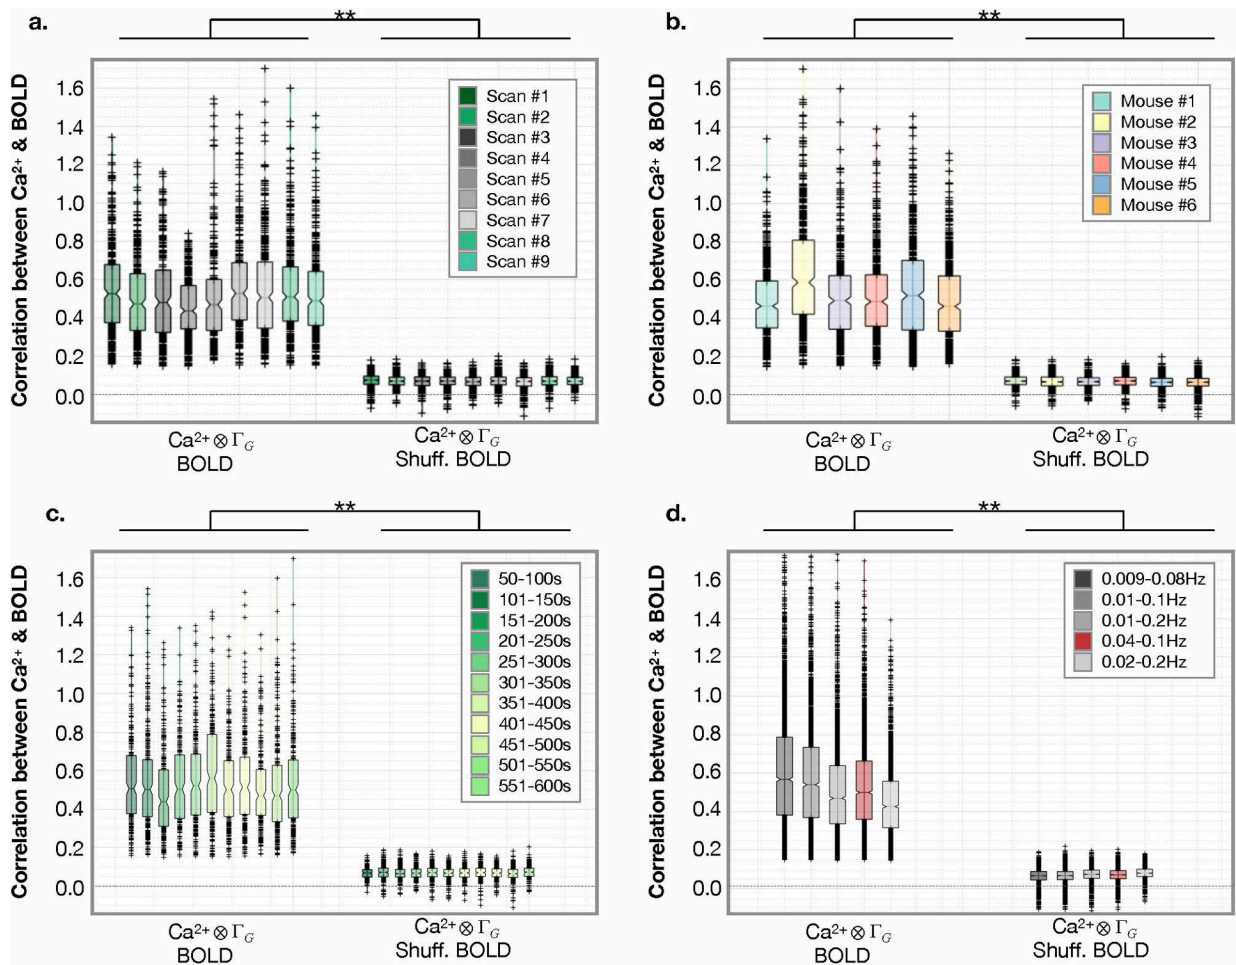 a.
**
Correlation between Ca²⁺ & BOLD
1.6
1.4
1.2
1.0
0.8
0.6
0.4
0.2
0.0
Scan #1
Scan #2
Scan #3
Scan #4
Scan #5
Scan #6
Scan #7
Scan #8
Scan #9
Ca²⁺⊗Γ_G
BOLD
Ca²⁺⊗Γ_G
Shuff. BOLD
b.
**
Correlation between Ca²⁺ & BOLD
1.6
1.4
1.2
1.0
0.8
0.6
0.4
0.2
0.0
Mouse #1
Mouse #2
Mouse #3
Mouse #4
Mouse #5
Mouse #6
Ca²⁺⊗Γ_G
BOLD
Ca²⁺⊗Γ_G
Shuff. BOLD
c.
**
Correlation between Ca²⁺ & BOLD
1.6
1.4
1.2
1.0
0.8
0.6
0.4
0.2
0.0
50-100s
101-150s
151-200s
201-250s
251-300s
301-350s
351-400s
401-450s
451-500s
501-550s
551-600s
Ca²⁺⊗Γ_G
BOLD
Ca²⁺⊗Γ_G
Shuff. BOLD
d.
**
Correlation between Ca²⁺ & BOLD
1.6
1.4
1.2
1.0
0.8
0.6
0.4
0.2
0.0
0.009-0.08Hz
0.01-0.1Hz
0.01-0.2Hz
0.04-0.1Hz
0.02-0.2Hz
Ca²⁺⊗Γ_G
BOLD
Ca²⁺⊗Γ_G
Shuff. BOLD